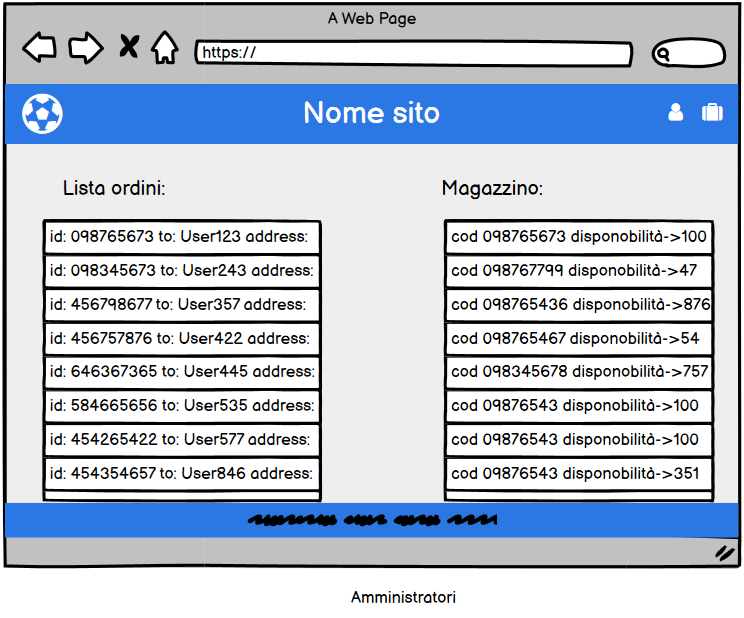 A Web Page
https://
Nome sito
Lista ordini:
id: 098765673 to: User123 address:
id: 098345673 to: User243 address:
id: 456798677 to: User357 address:
id: 456757876 to: User422 address:
id: 646367365 to: User445 address:
id: 584665656 to: User535 address:
id: 454265422 to: User577 address:
id: 454354657 to: User846 address:
Magazzino:
cod 098765673 disponobilità->100
cod 098767799 disponobilità->47
cod 098765436 disponobilità->876
cod 098765467 disponobilità->54
cod 098345678 disponobilità->757
cod 09876543 disponobilità->100
cod 09876543 disponobilità->100
cod 09876543 disponobilità->351
Amministratori